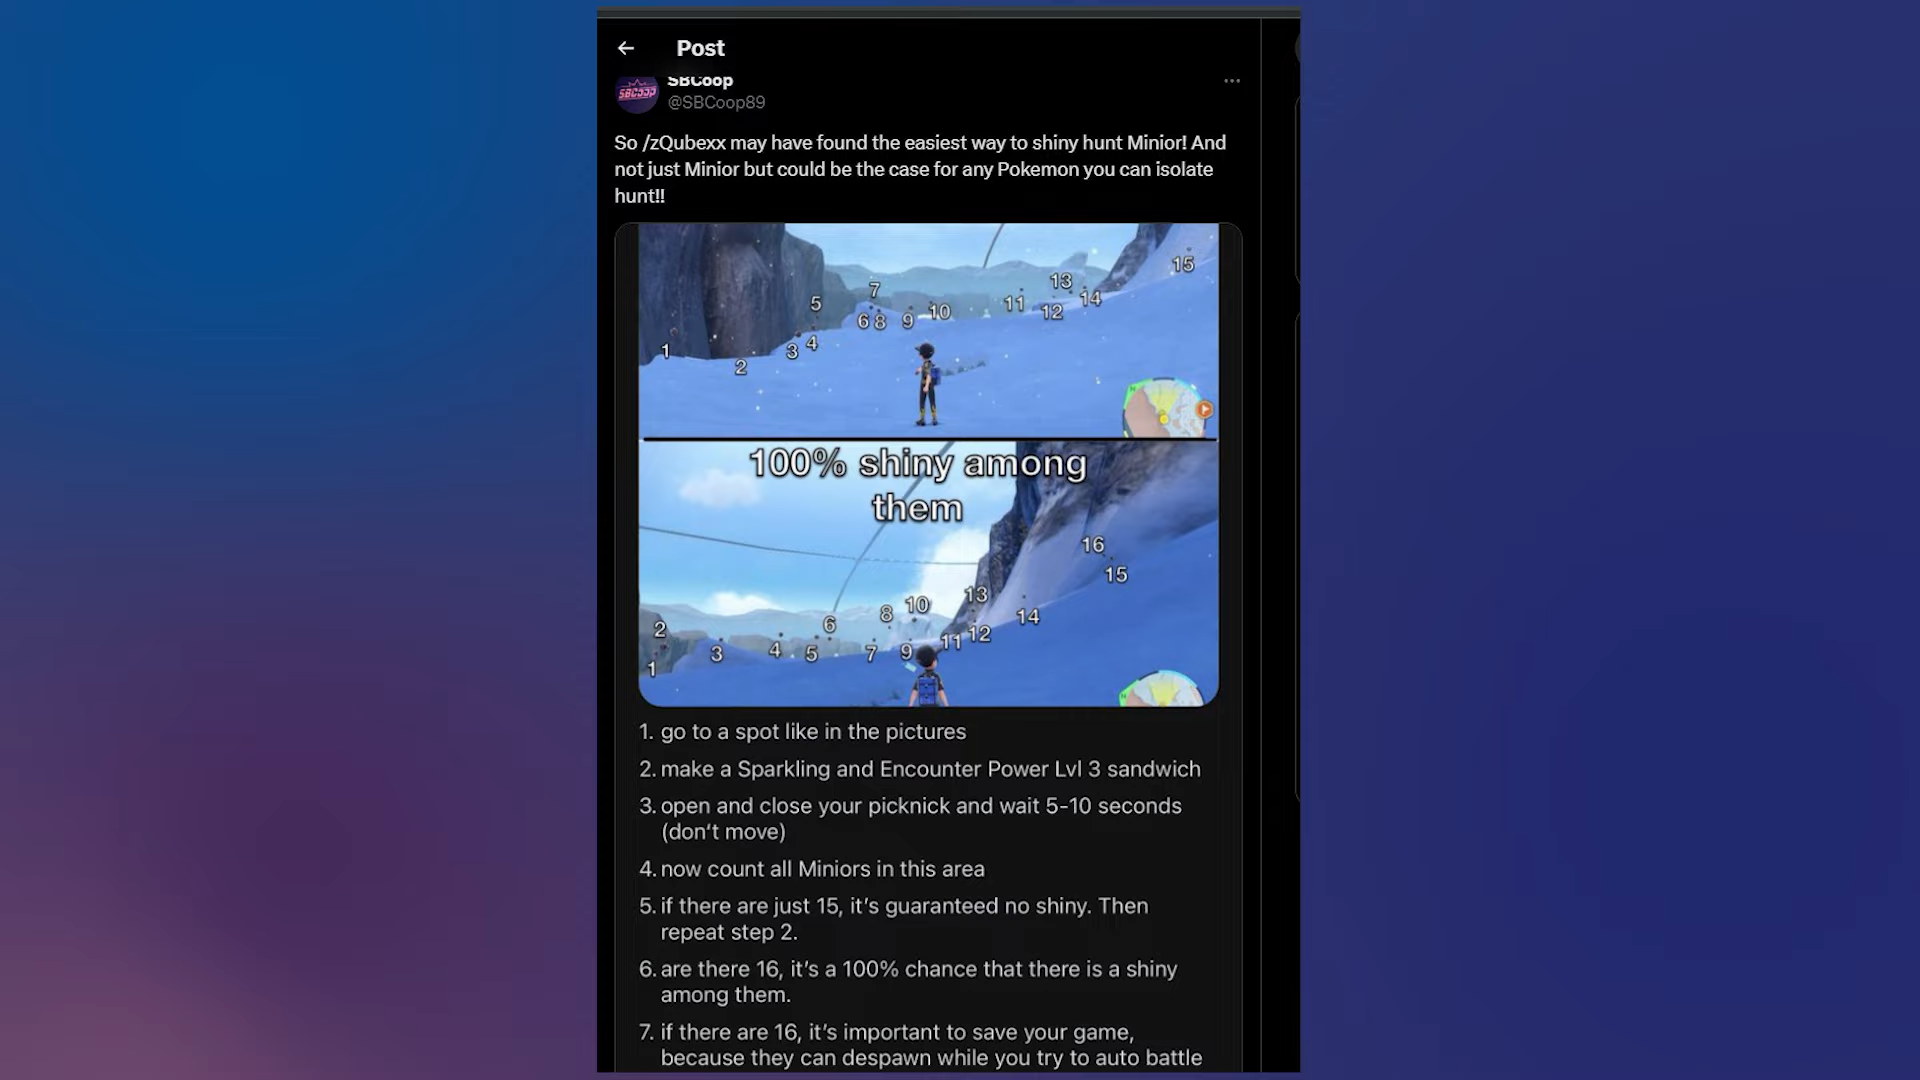 Post
SBCoop
SBCOOP
@SBCoop89
So /zQubexx may have found the easiest way to shiny hunt Minior! And
not just Minior but could be the case for any Pokemon you can isolate
hunt!!
15
13
7
14
5
11
12
10
6 8 9
4
1
3
2
N
100% shiny among
them
16
15
13
10
8
14
6
2
12
11
4
5
3
7
9
1
N
1. go to a spot like in the pictures
2. make a Sparkling and Encounter Power Lvl 3 sandwich
3. open and close your picknick and wait 5-10 seconds
(don't move)
4. now count all Miniors in this area
5. if there are just 15, it's guaranteed no shiny. Then
repeat step 2.
6. are there 16, it's a 100% chance that there is a shiny
among them.
7. if there are 16, it's important to save your game,
because they can despawn while you try to auto battle